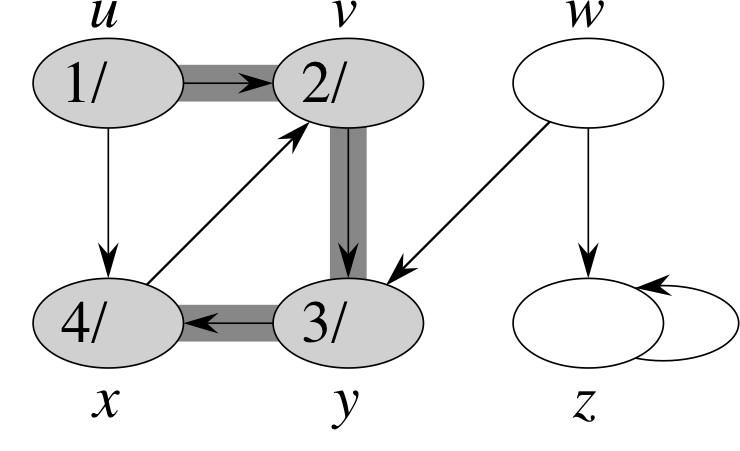 u v w
1/ 2/
4/ 3/
x y z